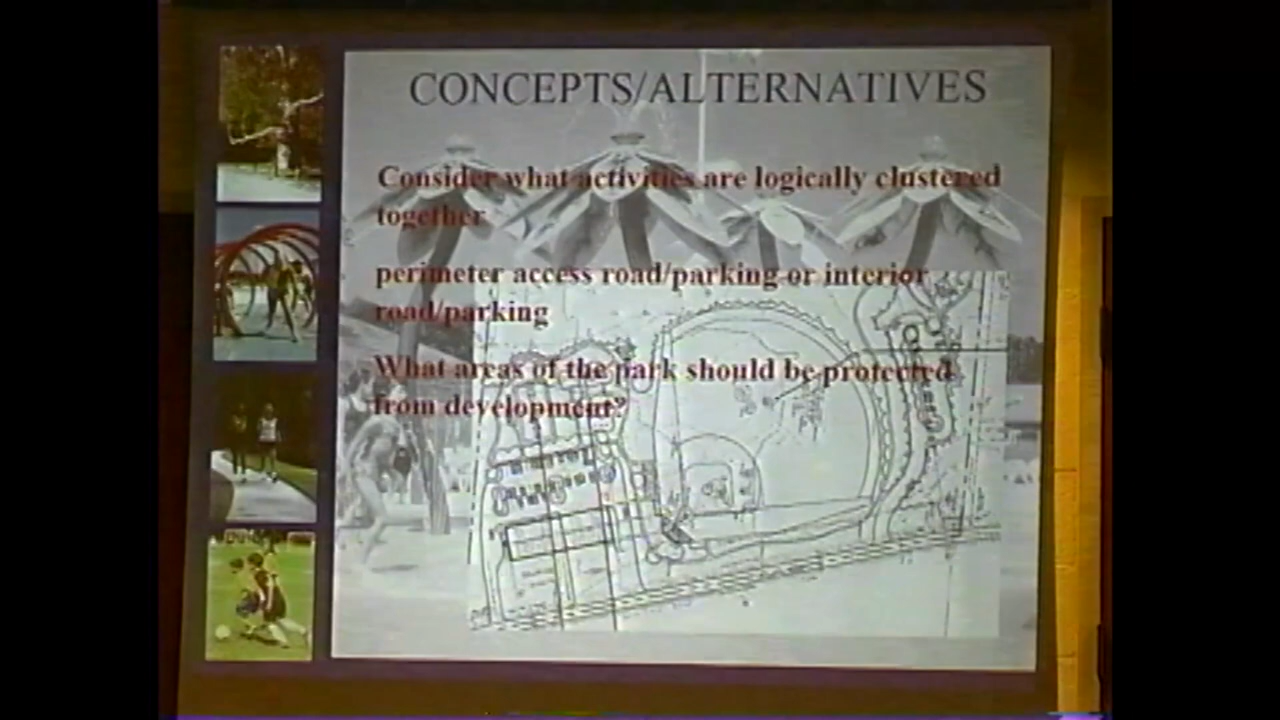 CONCEPTS/ALTERNATIVES
Consider what activities are logically clustered
together
perimeter access road/parking or interior
road/parking
What areas of the park should be protected
from development?